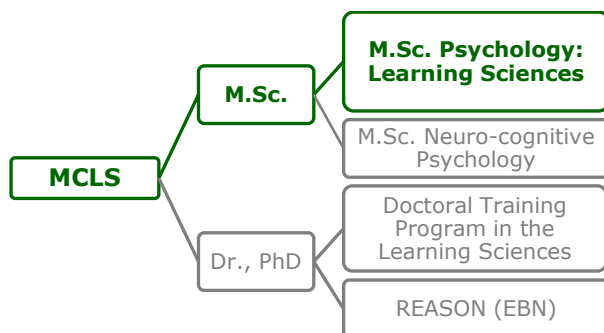 M.Sc. Psychology:
Learning Sciences
M.Sc.
M.Sc. Neuro-cognitive
Psychology
MCLS
Doctoral Training
Program in the
Learning Sciences
Dr., PhD
REASON (EBN)